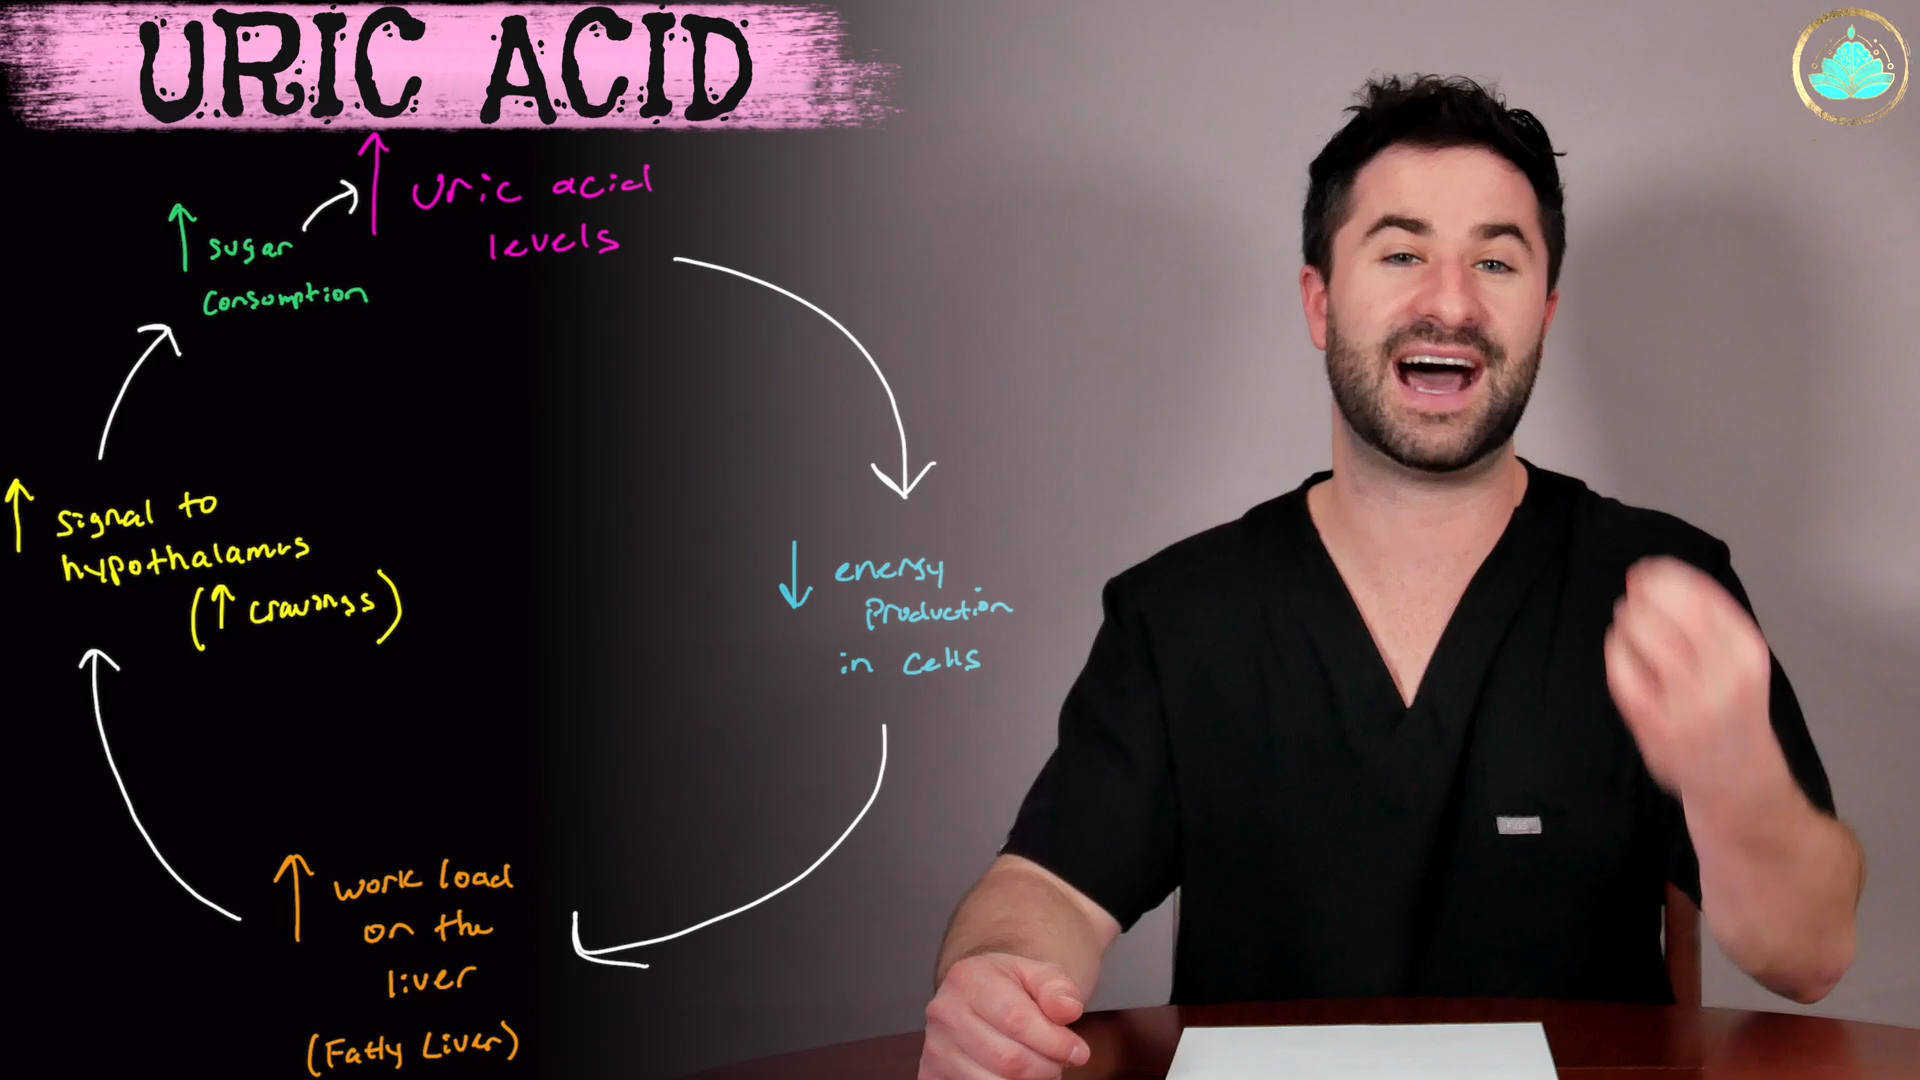 URIC ACID
↑ uric acid
levels
↑ sugar
consumption
↑ signal to
hypothalamus
(↑ cravings)
↓ energy
production
in cells
↑ work load
on the
liver
(Fatty Liver)